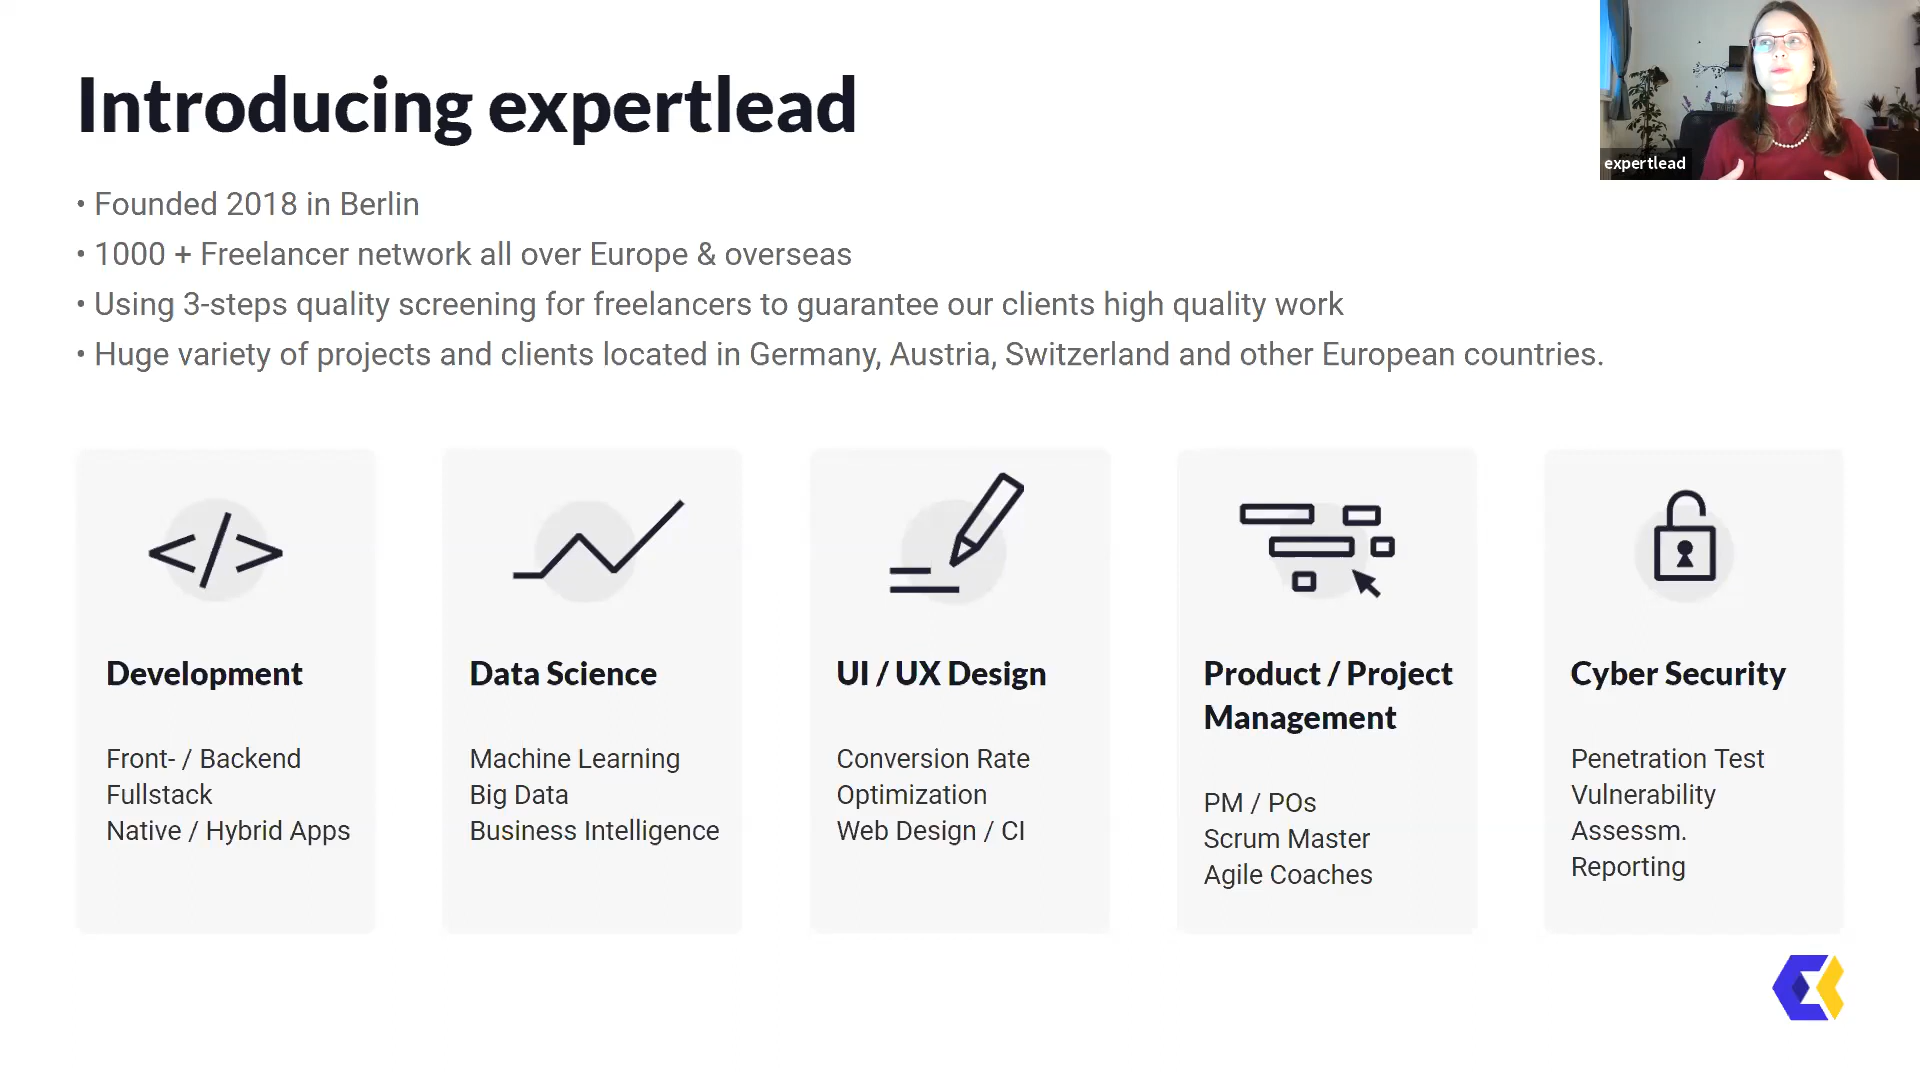 Introducing expertlead
expertlead
• Founded 2018 in Berlin
• 1000 + Freelancer network all over Europe & overseas
• Using 3-steps quality screening for freelancers to guarantee our clients high quality work
• Huge variety of projects and clients located in Germany, Austria, Switzerland and other European countries.
Development
Front- / Backend
Fullstack
Native / Hybrid Apps
Data Science
Machine Learning
Big Data
Business Intelligence
UI / UX Design
Conversion Rate
Optimization
Web Design / CI
Product / Project
Management
PM / POs
Scrum Master
Agile Coaches
Cyber Security
Penetration Test
Vulnerability
Assessm.
Reporting